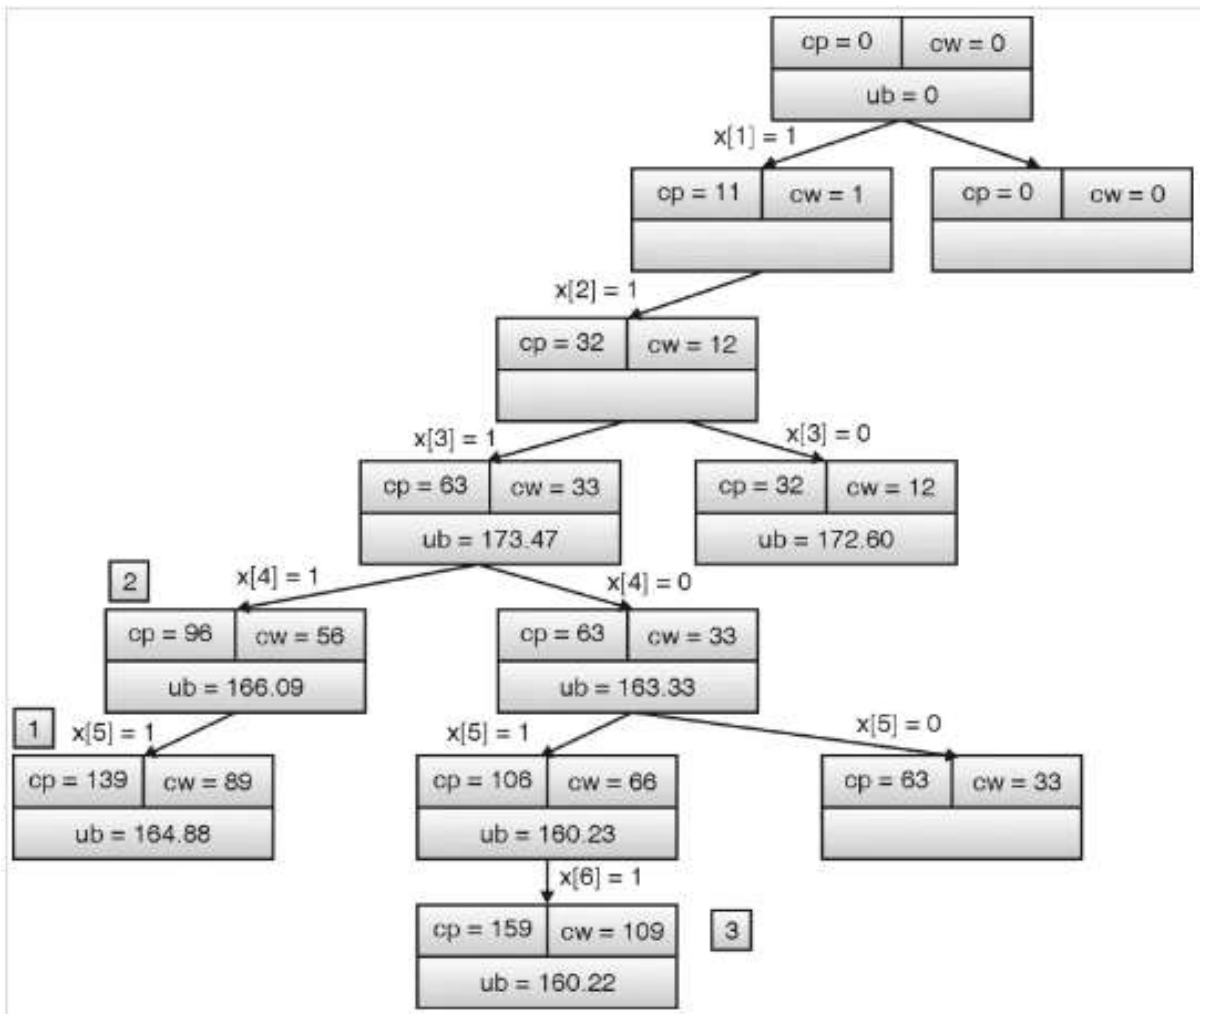 cp = 0 cw = 0
ub = 0
x[1] = 1
cp = 11 cw = 1 cp = 0 cw = 0
x[2] = 1
cp = 32 cw = 12
x[3] = 1 x[3] = 0
cp = 63 cw = 33 cp = 32 cw = 12
ub = 173.47 ub = 172.60
2 x[4] = 1 x[4] = 0
cp = 96 cw = 56 cp = 63 cw = 33
ub = 166.09 ub = 163.33
1 x[5] = 1 x[5] = 1 x[5] = 0
cp = 139 cw = 89 cp = 106 cw = 66 cp = 63 cw = 33
ub = 164.88 ub = 160.23
x[6] = 1
cp = 159 cw = 109 3
ub = 160.22